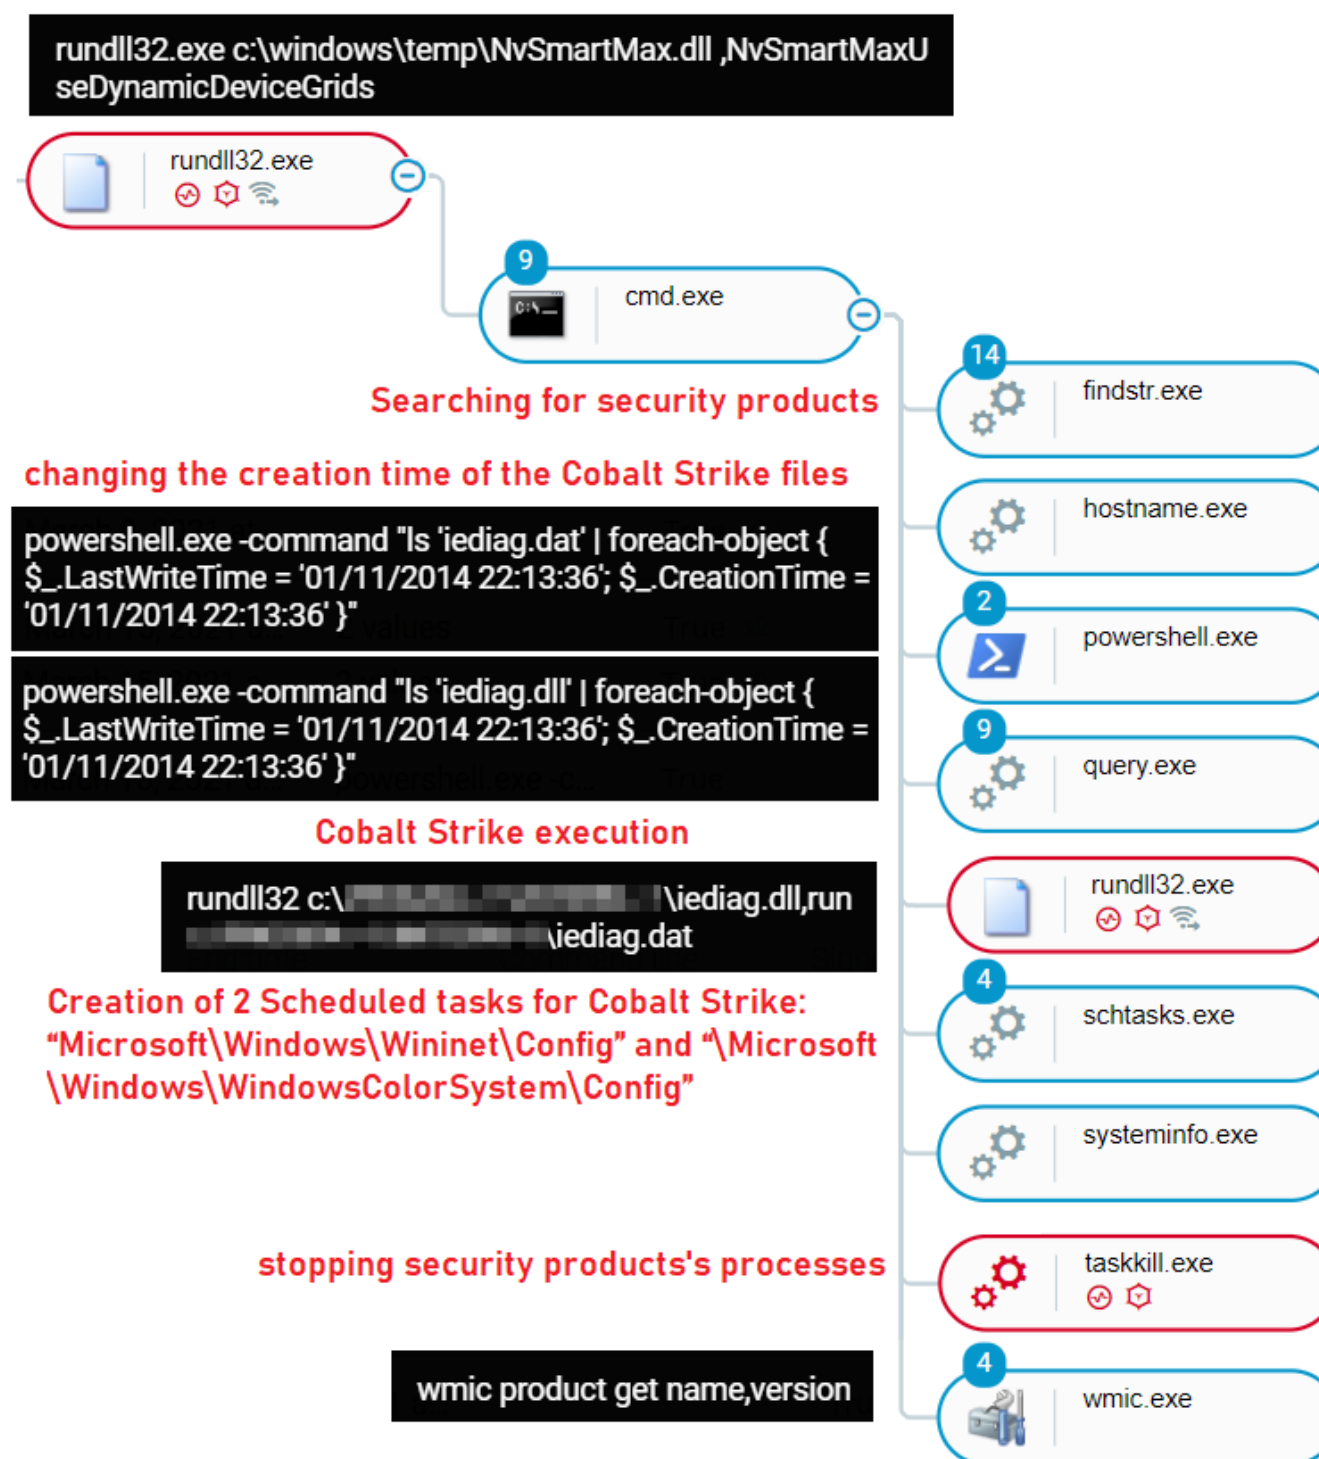 rundll32.exe c:\windows\temp\NvSmartMax.dll ,NvSmartMaxU
seDynamicDeviceGrids
rundll32.exe
9
cmd.exe
Searching for security products
14
findstr.exe
changing the creation time of the Cobalt Strike files
hostname.exe
powershell.exe -command "ls 'iediag.dat' | foreach-object {
$_.LastWriteTime = '01/11/2014 22:13:36'; $_.CreationTime =
'01/11/2014 22:13:36' }"
2
powershell.exe
powershell.exe -command "ls 'iediag.dll' | foreach-object {
$_.LastWriteTime = '01/11/2014 22:13:36'; $_.CreationTime =
'01/11/2014 22:13:36' }"
9
query.exe
Cobalt Strike execution
rundll32 c:\ \iediag.dll,run
\iediag.dat
rundll32.exe
Creation of 2 Scheduled tasks for Cobalt Strike:
"Microsoft\Windows\Wininet\Config" and "\Microsoft
\Windows\WindowsColorSystem\Config"
4
schtasks.exe
systeminfo.exe
stopping security products's processes
taskkill.exe
wmic product get name,version
4
wmic.exe